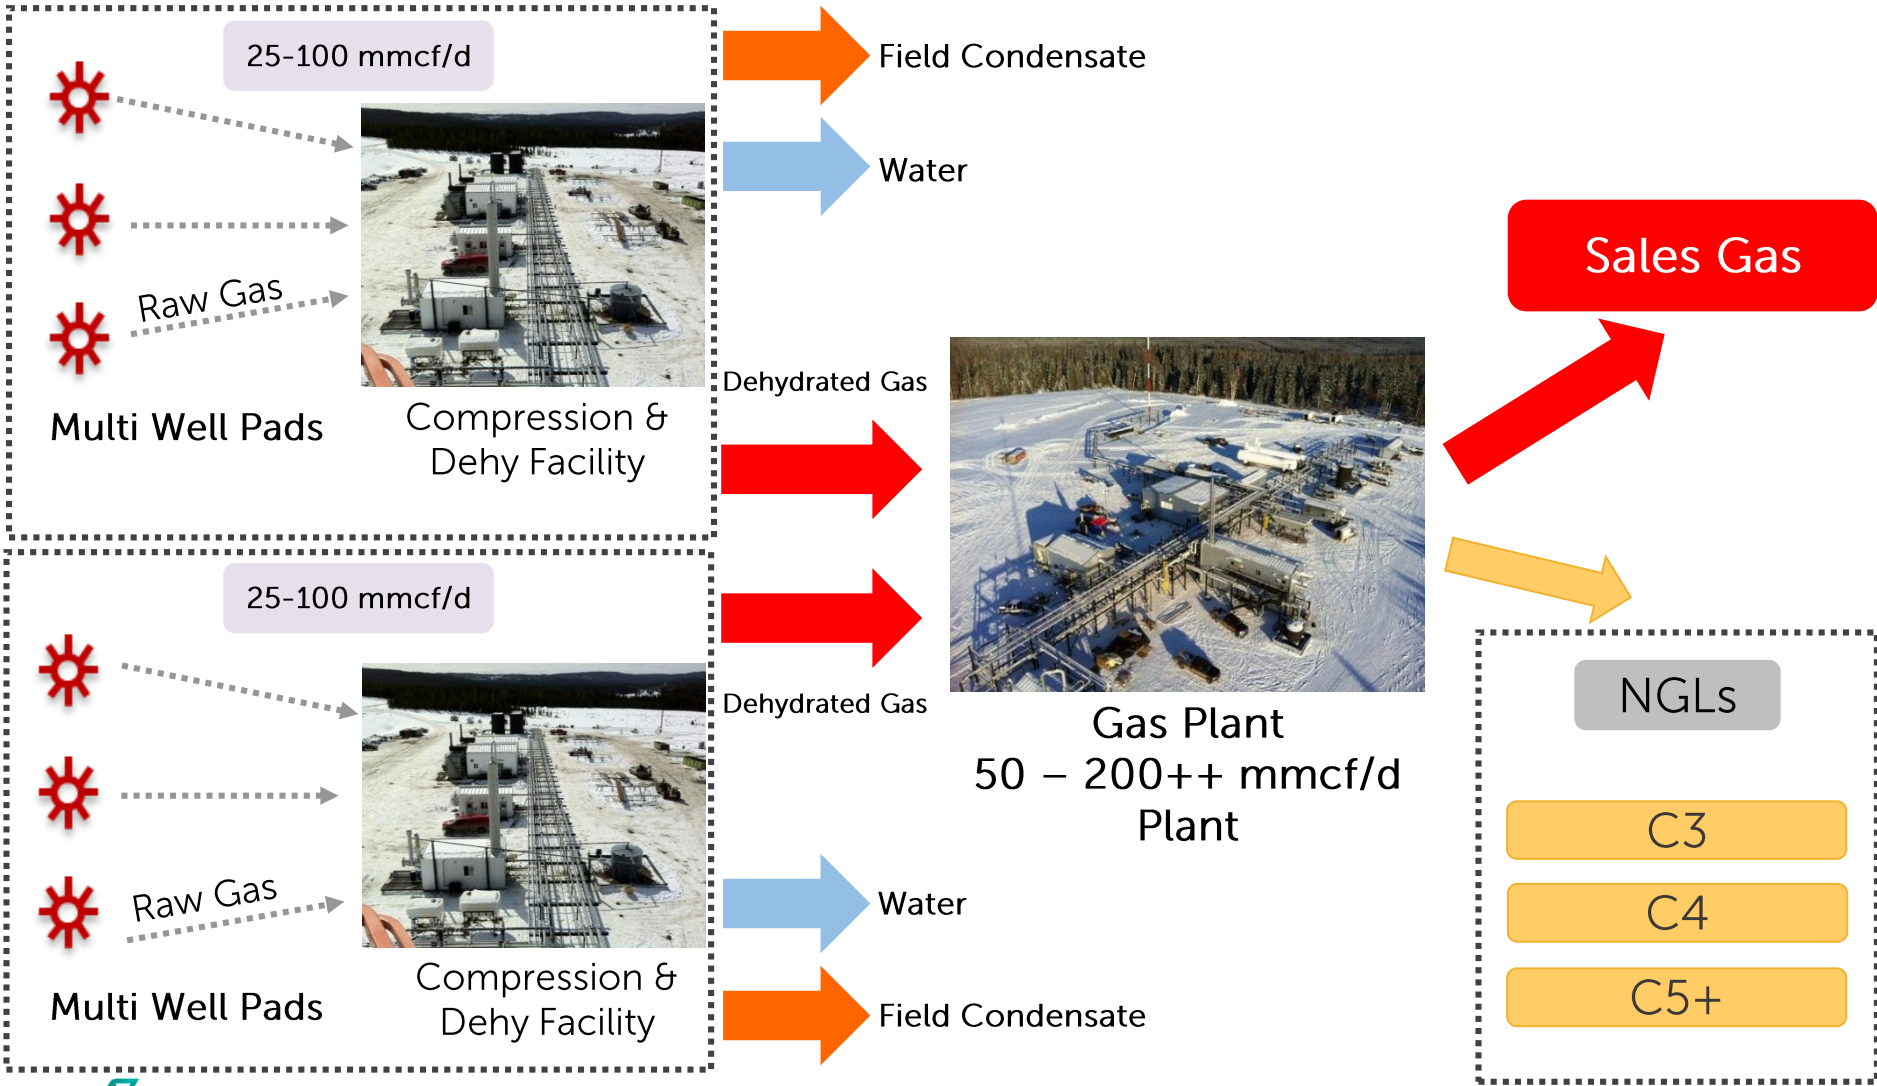 25-100 mmcf/d
Raw Gas
Multi Well Pads
Compression &
Dehy Facility
Field Condensate
Water
Dehydrated Gas
25-100 mmcf/d
Raw Gas
Multi Well Pads
Compression &
Dehy Facility
Dehydrated Gas
Water
Field Condensate
Gas Plant
50 – 200++ mmcf/d
Plant
Sales Gas
NGLs
C3
C4
C5+